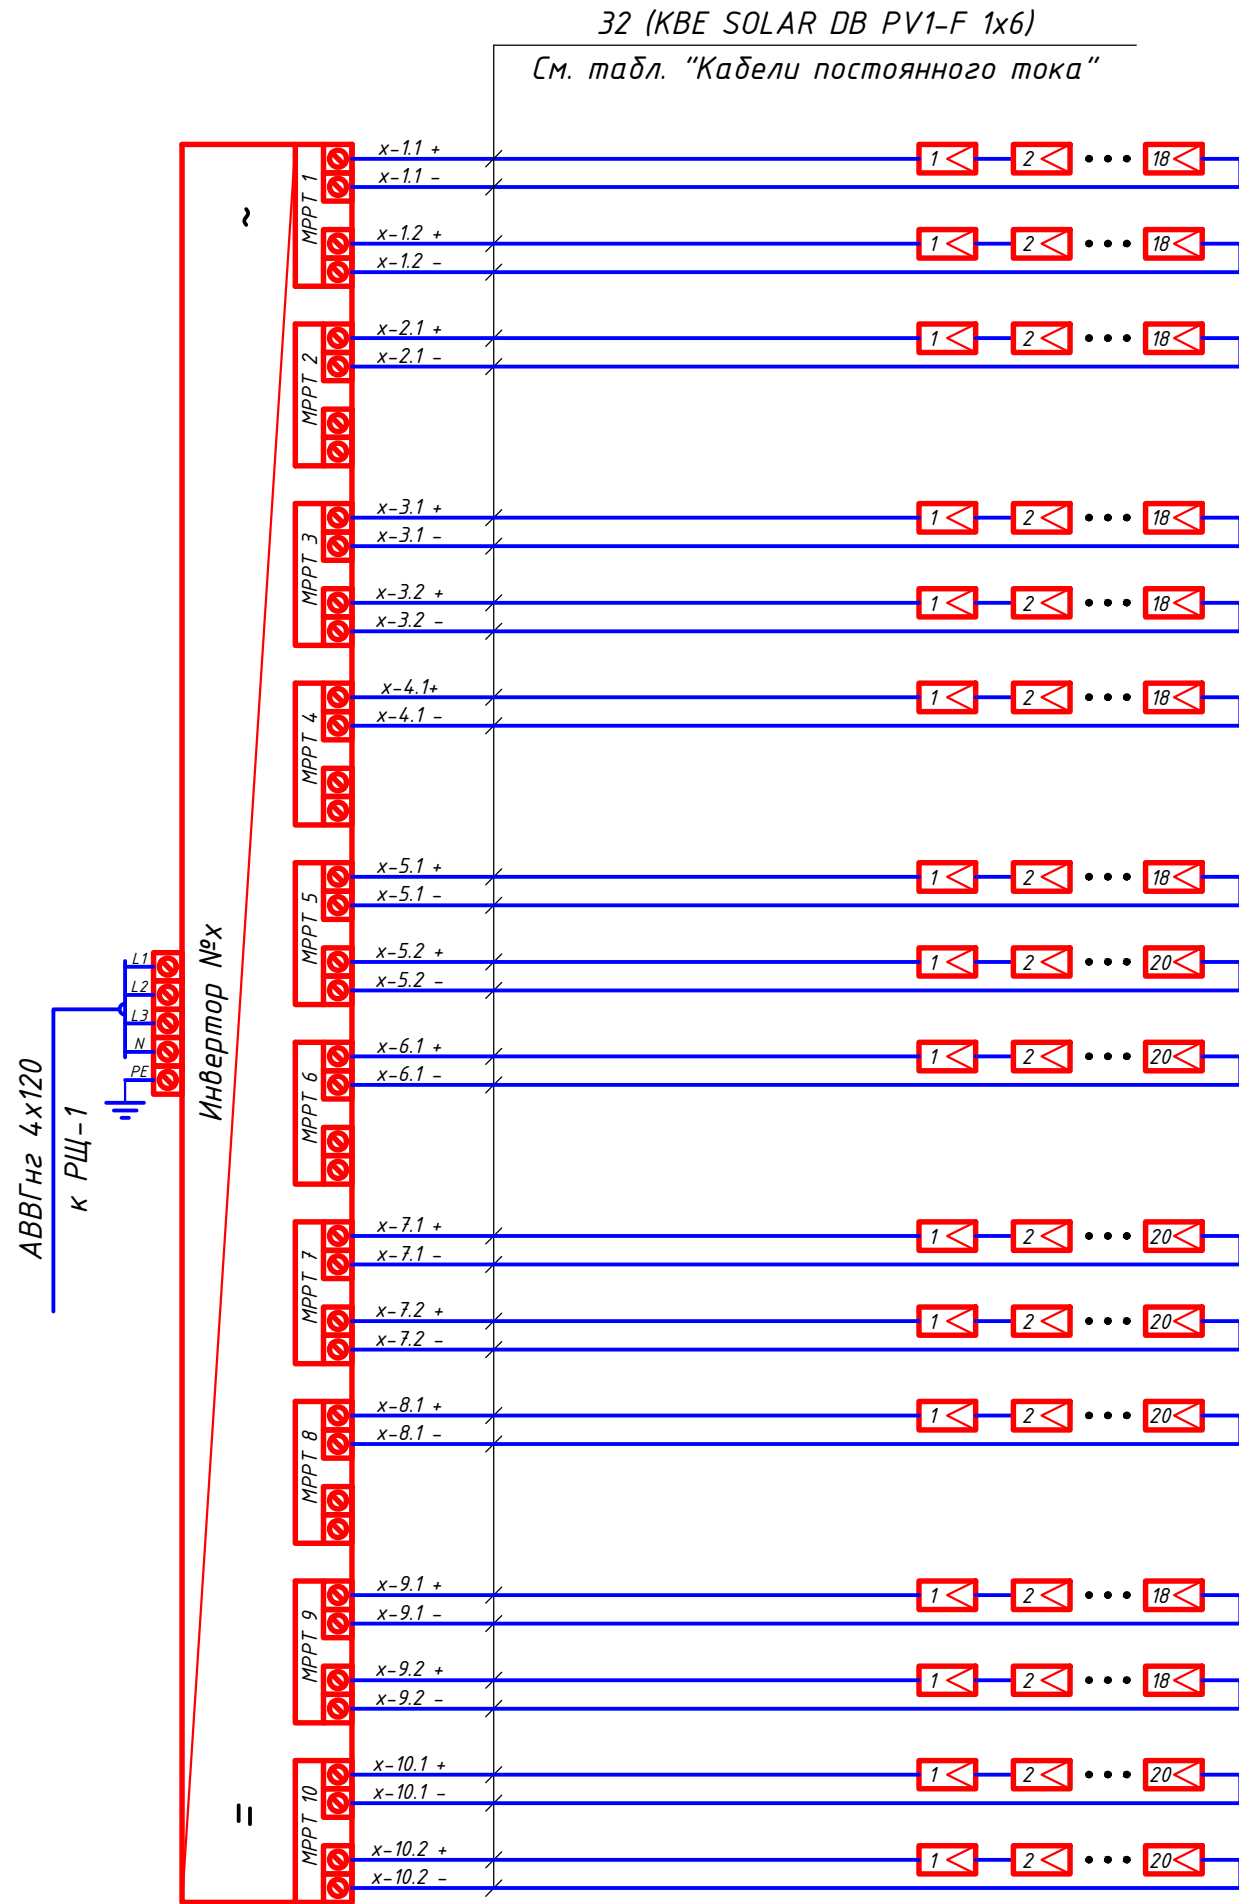 32 (KBE SOLAR DB PV1-F 1x6)
См. табл. "Кабели постоянного тока"
~
MPPT 1
x-1.1 +
1
2
18
x-1.1 -
x-1.2 +
1
2
18
x-1.2 -
MPPT 2
x-2.1 +
1
2
18
x-2.1 -
MPPT 3
x-3.1 +
1
2
18
x-3.1 -
x-3.2 +
1
2
18
x-3.2 -
MPPT 4
x-4.1+
1
2
18
x-4.1 -
MPPT 5
x-5.1 +
1
2
18
x-5.1 -
x-5.2 +
1
2
20
x-5.2 -
L1
L2
L3
N
PE
Инвертор №x
АВВГнг 4x120
к РЩ-1
MPPT 6
x-6.1 +
1
2
20
x-6.1 -
MPPT 7
x-7.1 +
1
2
20
x-7.1 -
x-7.2 +
1
2
20
x-7.2 -
MPPT 8
x-8.1 +
1
2
20
x-8.1 -
MPPT 9
x-9.1 +
1
2
18
x-9.1 -
x-9.2 +
1
2
18
x-9.2 -
=
MPPT 10
x-10.1 +
1
2
20
x-10.1 -
x-10.2 +
1
2
20
x-10.2 -